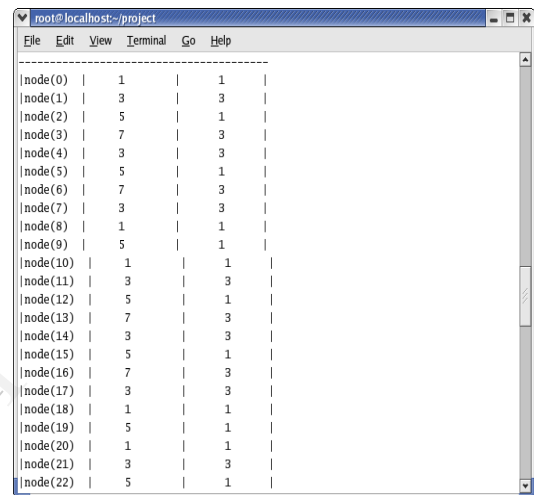 root@localhost:~/project
File Edit View Terminal Go Help
----------------------------------------
|node(0) | 1 | 1 |
|node(1) | 3 | 3 |
|node(2) | 5 | 1 |
|node(3) | 7 | 3 |
|node(4) | 3 | 3 |
|node(5) | 5 | 1 |
|node(6) | 7 | 3 |
|node(7) | 3 | 3 |
|node(8) | 1 | 1 |
|node(9) | 5 | 1 |
|node(10) | 1 | 1 |
|node(11) | 3 | 3 |
|node(12) | 5 | 1 |
|node(13) | 7 | 3 |
|node(14) | 3 | 3 |
|node(15) | 5 | 1 |
|node(16) | 7 | 3 |
|node(17) | 3 | 3 |
|node(18) | 1 | 1 |
|node(19) | 5 | 1 |
|node(20) | 1 | 1 |
|node(21) | 3 | 3 |
|node(22) | 5 | 1 |